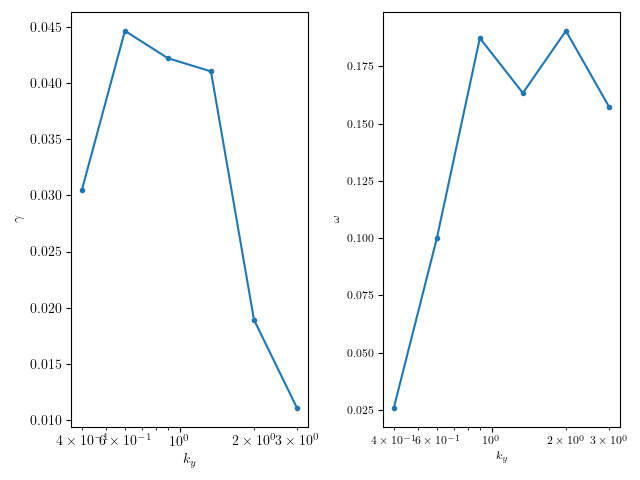 0.045
0.040
0.035
0.030
0.025
0.020
0.015
0.010
γ
4 × 10⁻¹
6 × 10⁻¹
10⁰
2 × 10⁰
3 × 10⁰
k_y
0.175
0.150
0.125
0.100
0.075
0.050
0.025
ω
4 × 10⁻¹
6 × 10⁻¹
10⁰
2 × 10⁰
3 × 10⁰
k_y